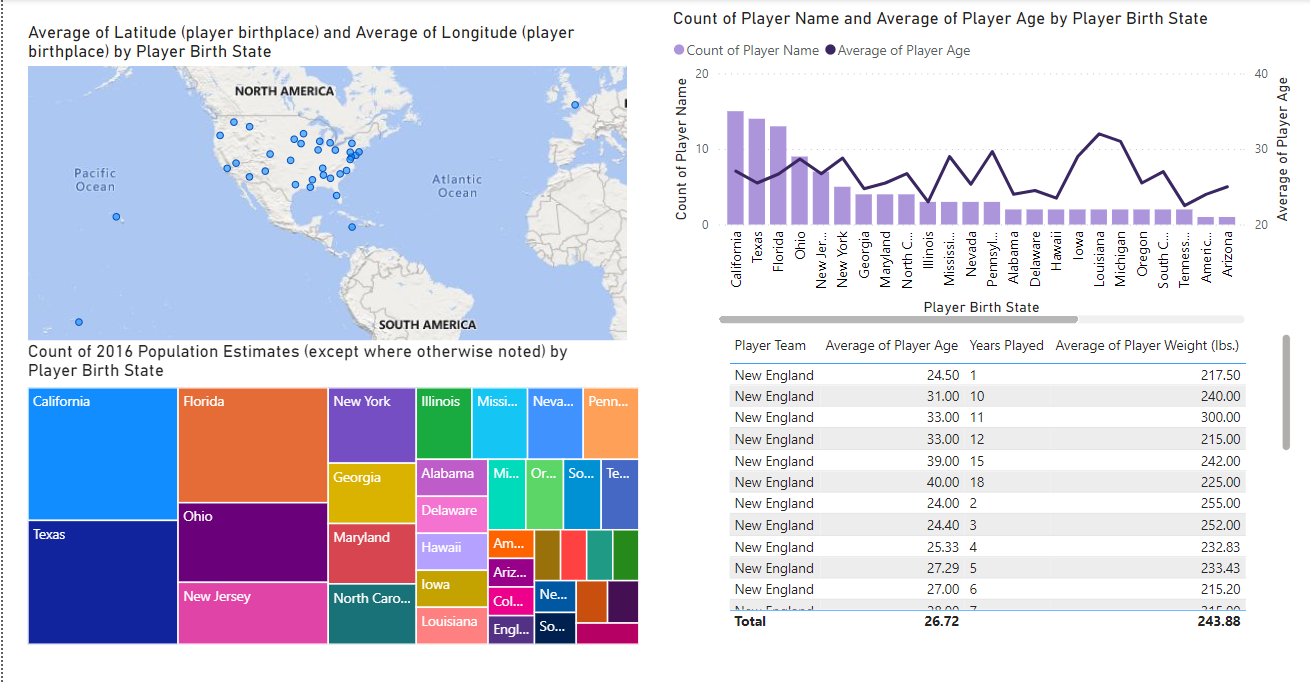 Average of Latitude (player birthplace) and Average of Longitude (player
birthplace) by Player Birth State
NORTH AMERICA
Pacific
Ocean
Atlantic
Ocean
SOUTH AMERICA
Count of 2016 Population Estimates (except where otherwise noted) by
Player Birth State
California
Texas
Florida
Ohio
New Jersey
New York
Georgia
Maryland
North Caro...
Illinois
Missi...
Neva...
Penn...
Alabama
Delaware
Hawaii
Iowa
Louisiana
Mi...
Or...
So...
Te...
Am...
Ariz...
Col...
Engl...
Ne...
So...
Count of Player Name and Average of Player Age by Player Birth State
Count of Player Name
Average of Player Age
Count of Player Name
20
10
0
40
30
20
Average of Player Age
California
Texas
Florida
Ohio
New Jer...
New York
Georgia
Maryland
North C...
Illinois
Mississi...
Nevada
Pennsyl...
Alabama
Delaware
Hawaii
Iowa
Louisiana
Michigan
Oregon
South C...
Tenness...
Americ...
Arizona
Player Birth State
Player Team Average of Player Age Years Played Average of Player Weight (lbs.)
New England 24.50 1 217.50
New England 31.00 10 240.00
New England 33.00 11 300.00
New England 33.00 12 215.00
New England 39.00 15 242.00
New England 40.00 18 225.00
New England 24.00 2 255.00
New England 24.40 3 252.00
New England 25.33 4 232.83
New England 27.29 5 233.43
New England 27.00 6 215.20
New England 28.00 7 215.00
Total 26.72 243.88